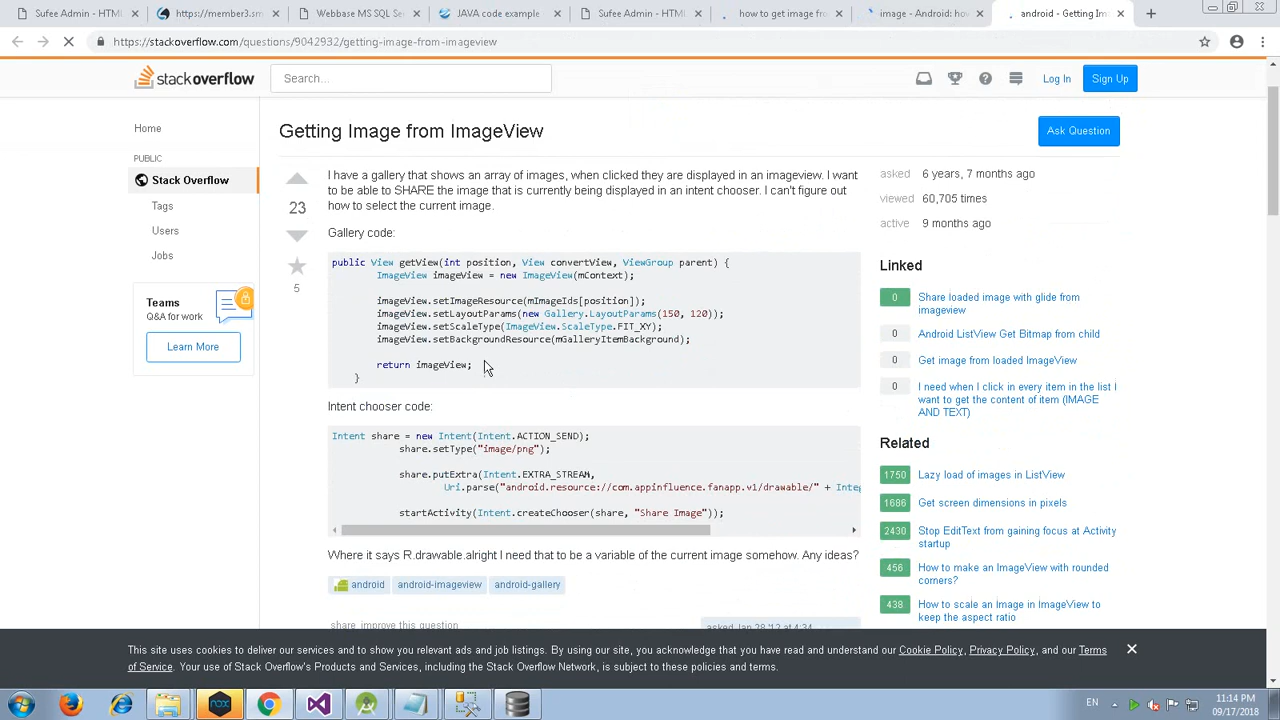 Sufee Admin - HTML
https://member3.sm
Webbase MS SQL Se
JAVA code example
Sufee Admin - HTML
how to get image from
image - Android: how
android - Getting Im
https://stackoverflow.com/questions/9042932/getting-image-from-imageview
stackoverflow
Search...
Log In
Sign Up
Home
PUBLIC
Stack Overflow
Tags
Users
Jobs
Teams
Q&A for work
Learn More
Getting Image from ImageView
Ask Question
23
5
I have a gallery that shows an array of images, when clicked they are displayed in an imageview. I want
to be able to SHARE the image that is currently being displayed in an intent chooser. I can't figure out
how to select the current image.
Gallery code:
public View getView(int position, View convertView, ViewGroup parent) {
ImageView imageView = new ImageView(mContext);
imageView.setImageResource(mImageIds[position]);
imageView.setLayoutParams(new Gallery.LayoutParams(150, 120));
imageView.setScaleType(ImageView.ScaleType.FIT_XY);
imageView.setBackgroundResource(mGalleryItemBackground);
return imageView;
}
Intent chooser code:
Intent share = new Intent(Intent.ACTION_SEND);
share.setType("image/png");
share.putExtra(Intent.EXTRA_STREAM,
Uri.parse("android.resource://com.appinfluence.fanapp.v1/drawable/" + Integ
startActivity(Intent.createChooser(share, "Share Image"));
Where it says R.drawable.alright I need that to be a variable of the current image somehow. Any ideas?
android
android-imageview
android-gallery
share improve this question
asked Jan 28 '12 at 4:34
asked 6 years, 7 months ago
viewed 60,705 times
active 9 months ago
Linked
0 Share loaded image with glide from
imageview
0 Android ListView Get Bitmap from child
0 Get image from loaded ImageView
0 I need when I click in every item in the list I
want to get the content of item (IMAGE
AND TEXT)
Related
1750 Lazy load of images in ListView
1686 Get screen dimensions in pixels
2430 Stop EditText from gaining focus at Activity
startup
456 How to make an ImageView with rounded
corners?
438 How to scale an Image in ImageView to
keep the aspect ratio
This site uses cookies to deliver our services and to show you relevant ads and job listings. By using our site, you acknowledge that you have read and understand our Cookie Policy, Privacy Policy, and our Terms
of Service. Your use of Stack Overflow's Products and Services, including the Stack Overflow Network, is subject to these policies and terms.
nox
EN
11:14 PM
09/17/2018